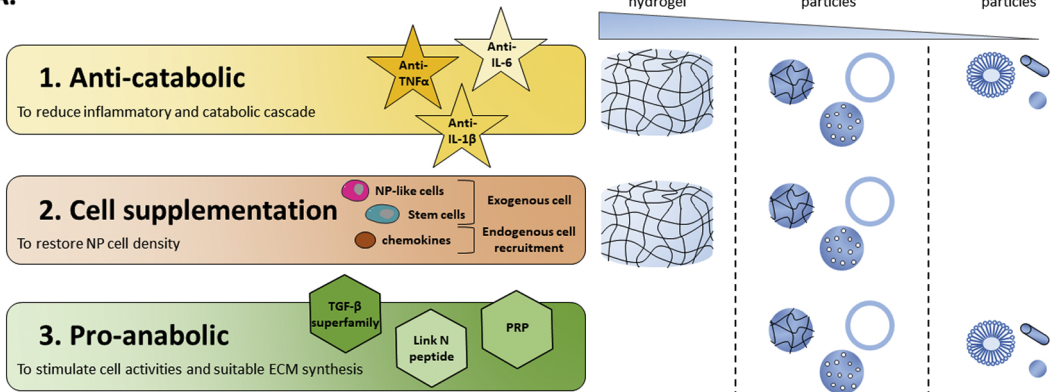 hydrogel
particles
particles
1. Anti-catabolic
To reduce inflammatory and catabolic cascade
Anti-
TNFα
Anti-
IL-6
Anti-
IL-1β
2. Cell supplementation
To restore NP cell density
NP-like cells
Stem cells
Exogenous cell
chemokines
Endogenous cell
recruitment
3. Pro-anabolic
To stimulate cell activities and suitable ECM synthesis
TGF-β
superfamily
Link N
peptide
PRP